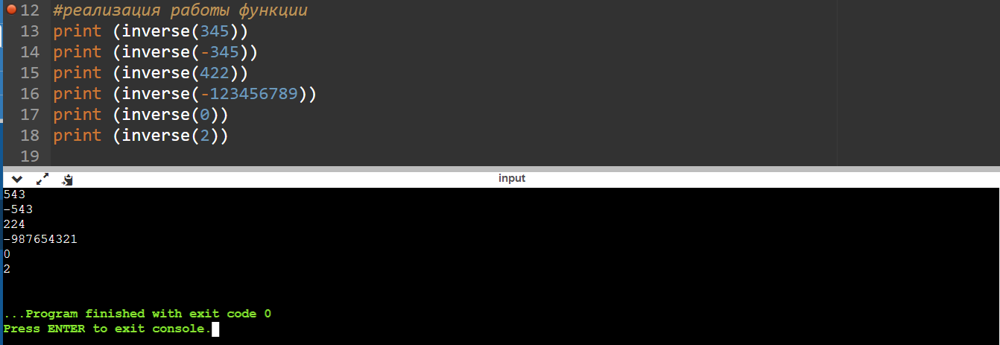 12 #реализация работы функции
13 print (inverse(345))
14 print (inverse(-345))
15 print (inverse(422))
16 print (inverse(-123456789))
17 print (inverse(0))
18 print (inverse(2))
19
input
543
-543
224
-987654321
0
2
...Program finished with exit code 0
Press ENTER to exit console.